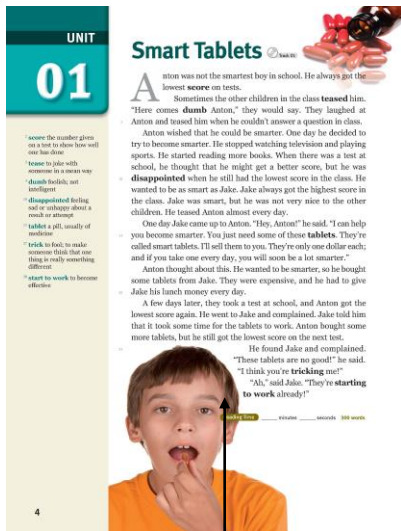 UNIT
01
Smart Tablets
Track 01
Anton was not the smartest boy in school. He always got the
lowest score on tests.
Sometimes the other children in the class teased him.
"Here comes dumb Anton," they would say. They laughed at
Anton and teased him when he couldn't answer a question in class.
Anton wished that he could be smarter. One day he decided to
try to become smarter. He stopped watching television and playing
sports. He started reading more books. When there was a test at
school, he thought that he might get a better score, but he was
disappointed when he still had the lowest score in the class. He
wanted to be as smart as Jake. Jake always got the highest score in
the class. Jake was smart, but he was not very nice to the other
children. He teased Anton almost every day.
One day Jake came up to Anton. "Hey, Anton!" he said. "I can help
you become smarter. You just need some of these tablets. They're
called smart tablets. I'll sell them to you. They're only one dollar each;
and if you take one every day, you will soon be a lot smarter."
Anton thought about this. He wanted to be smarter, so he bought
some tablets from Jake. They were expensive, and he had to give
Jake his lunch money every day.
A few days later, they took a test at school, and Anton got the
lowest score again. He went to Jake and complained. Jake told him
that it took some time for the tablets to work. Anton bought some
more tablets, but he still got the lowest score on the next test.
He found Jake and complained.
"These tablets are no good!" he said.
"I think you're tricking me!"
"Ah," said Jake. "They're starting
to work already!"
Reading Time _____ minutes _____ seconds words
score the number given
on a test to show how well
one has done
tease to joke with
someone in a mean way
dumb foolish; not
intelligent
disappointed feeling
sad or unhappy about a
result or attempt
tablet a pill, usually of
medicine
trick to fool; to make
someone think that one
thing is really something
different
start to work to become
effective
4